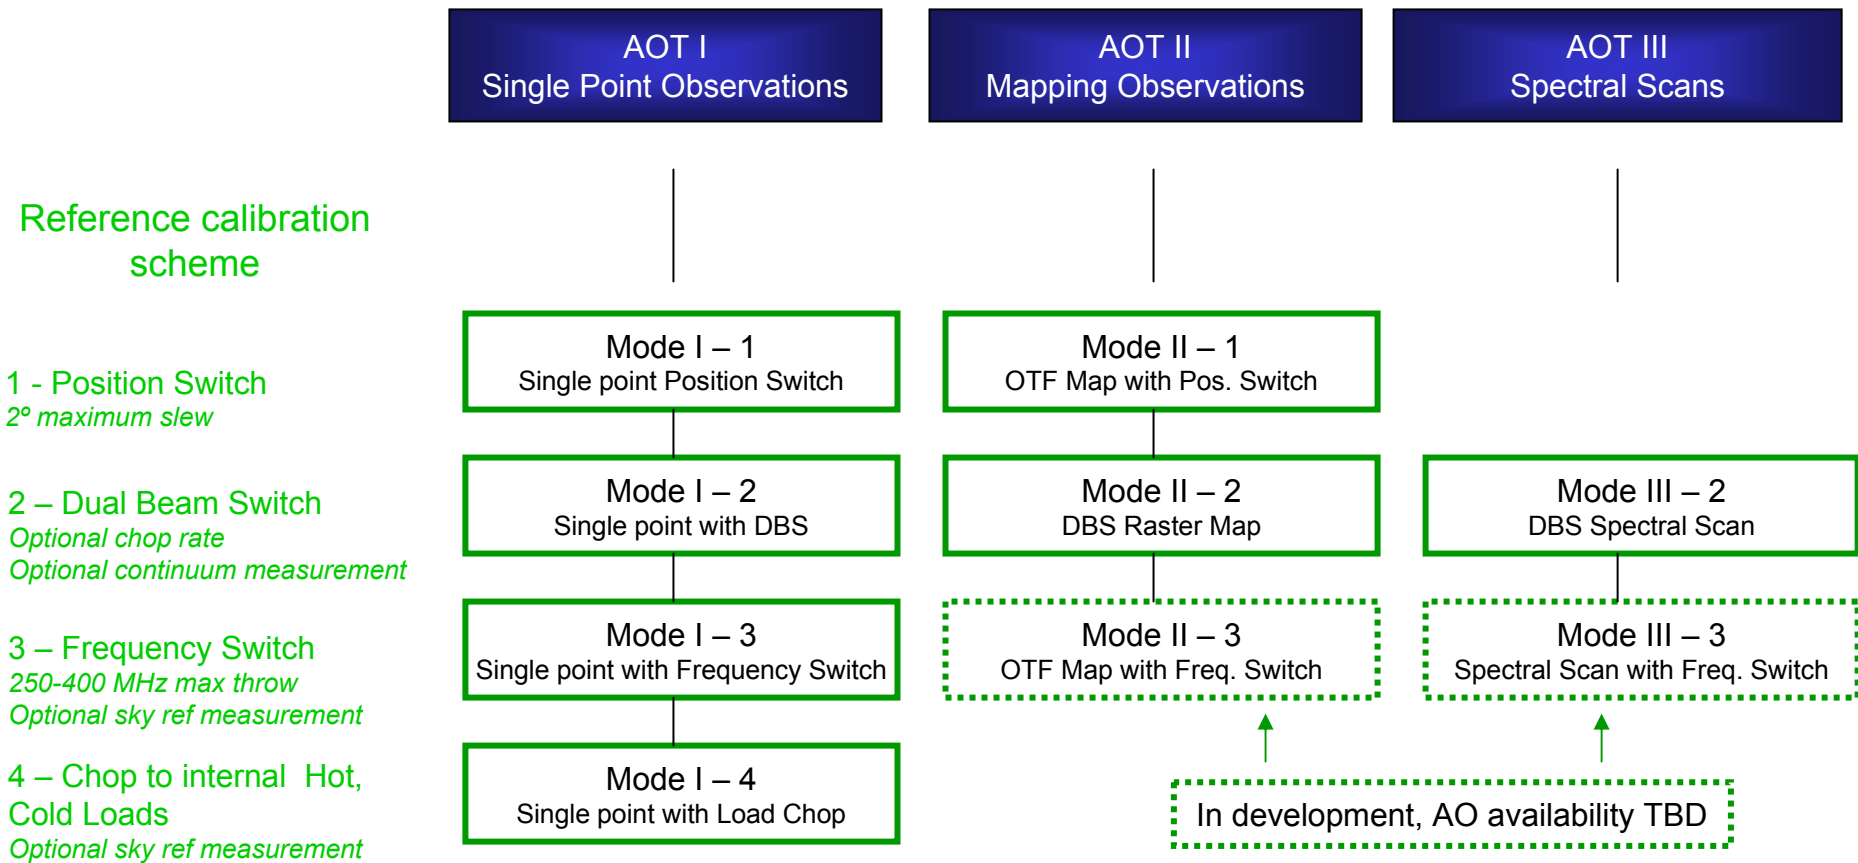 AOT I
Single Point Observations
AOT II
Mapping Observations
AOT III
Spectral Scans
Reference calibration
scheme
1 - Position Switch
2º maximum slew
Mode I – 1
Single point Position Switch
Mode II – 1
OTF Map with Pos. Switch
2 – Dual Beam Switch
Optional chop rate
Optional continuum measurement
Mode I – 2
Single point with DBS
Mode II – 2
DBS Raster Map
Mode III – 2
DBS Spectral Scan
3 – Frequency Switch
250-400 MHz max throw
Optional sky ref measurement
Mode I – 3
Single point with Frequency Switch
Mode II – 3
OTF Map with Freq. Switch
Mode III – 3
Spectral Scan with Freq. Switch
4 – Chop to internal Hot,
Cold Loads
Optional sky ref measurement
Mode I – 4
Single point with Load Chop
In development, AO availability TBD